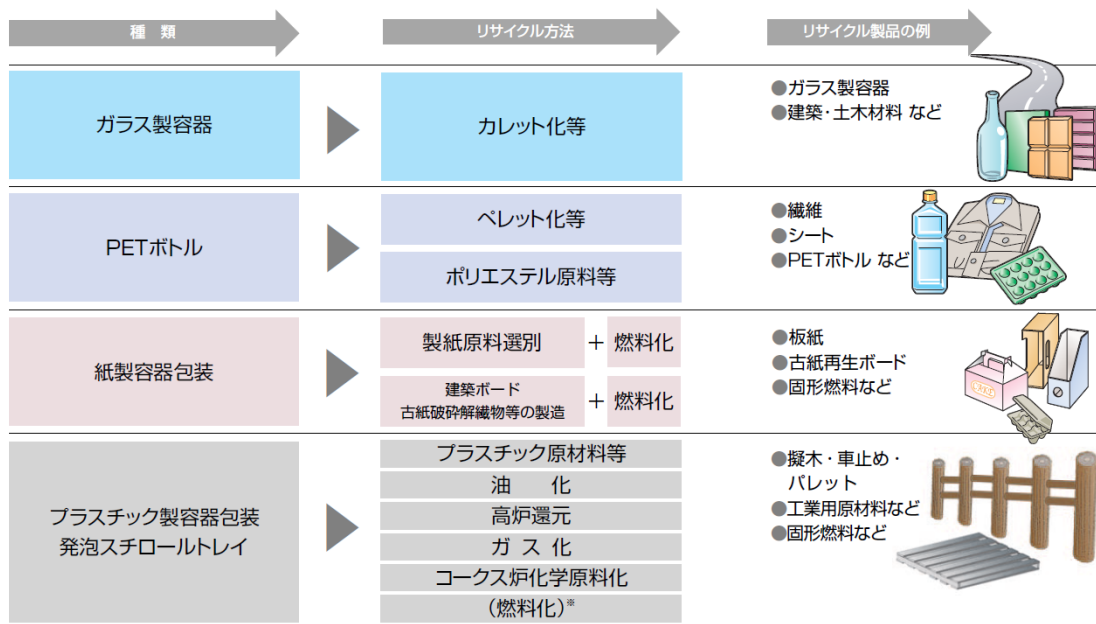 種　類
リサイクル方法
リサイクル製品の例
ガラス製容器
カレット化等
●ガラス製容器
●建築・土木材料 など
PETボトル
ペレット化等
ポリエステル原料等
●繊維
●シート
●PETボトル など
紙製容器包装
製紙原料選別 + 燃料化
建築ボード
古紙破砕解繊物等の製造 + 燃料化
●板紙
●古紙再生ボード
●固形燃料など
プラスチック製容器包装
発泡スチロールトレイ
プラスチック原材料等
油　化
高炉還元
ガ ス 化
コークス炉化学原料化
(燃料化)※
●擬木・車止め・
パレット
●工業用原材料など
●固形燃料など